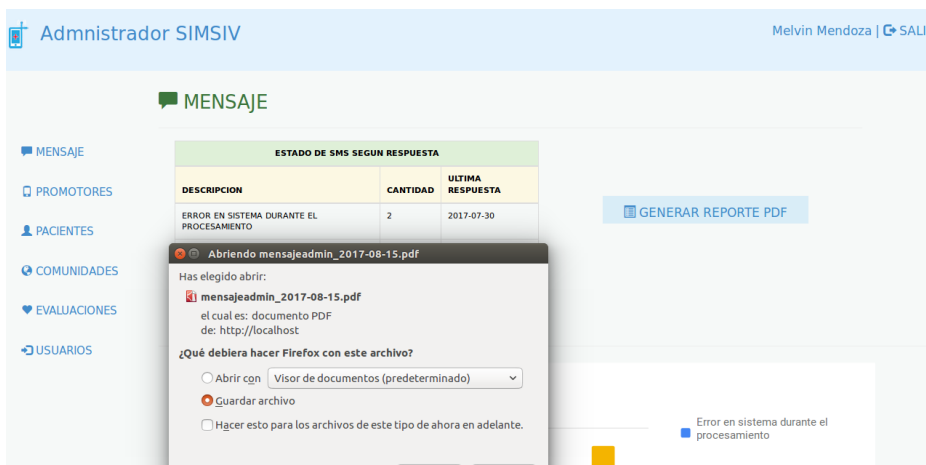 Admnistrador SIMSIV
Melvin Mendoza | SALI
MENSAJE
MENSAJE
PROMOTORES
PACIENTES
COMUNIDADES
EVALUACIONES
USUARIOS
ESTADO DE SMS SEGUN RESPUESTA
DESCRIPCION CANTIDAD ULTIMA RESPUESTA
ERROR EN SISTEMA DURANTE EL PROCESAMIENTO 2 2017-07-30
GENERAR REPORTE PDF
Abriendo mensajeadmin_2017-08-15.pdf
Has elegido abrir:
mensajeadmin_2017-08-15.pdf
el cual es: documento PDF
de: http://localhost
¿Qué debiera hacer Firefox con este archivo?
Abrir con Visor de documentos (predeterminado)
Guardar archivo
Hacer esto para los archivos de este tipo de ahora en adelante.
Error en sistema durante el
procesamiento